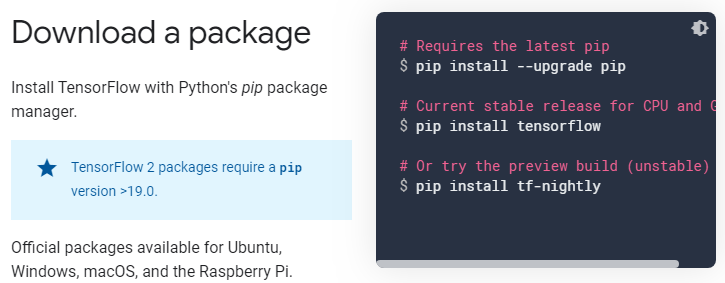 Download a package
Install TensorFlow with Python's pip package
manager.
TensorFlow 2 packages require a pip
version >19.0.
Official packages available for Ubuntu,
Windows, macOS, and the Raspberry Pi.
# Requires the latest pip
$ pip install --upgrade pip
# Current stable release for CPU and G
$ pip install tensorflow
# Or try the preview build (unstable)
$ pip install tf-nightly